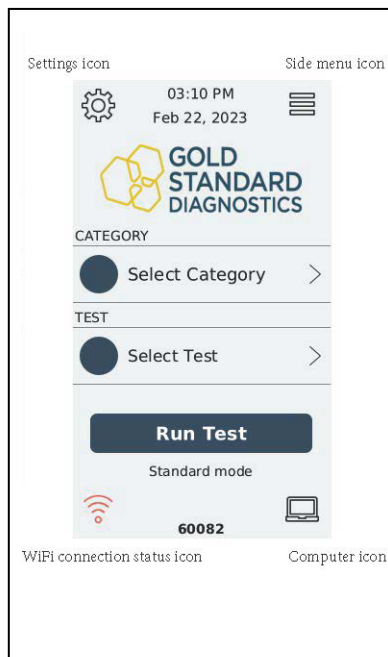 Settings icon
Side menu icon
03:10 PM
Feb 22, 2023
GOLD
STANDARD
DIAGNOSTICS
CATEGORY
Select Category
TEST
Select Test
Run Test
Standard mode
60082
WiFi connection status icon
Computer icon